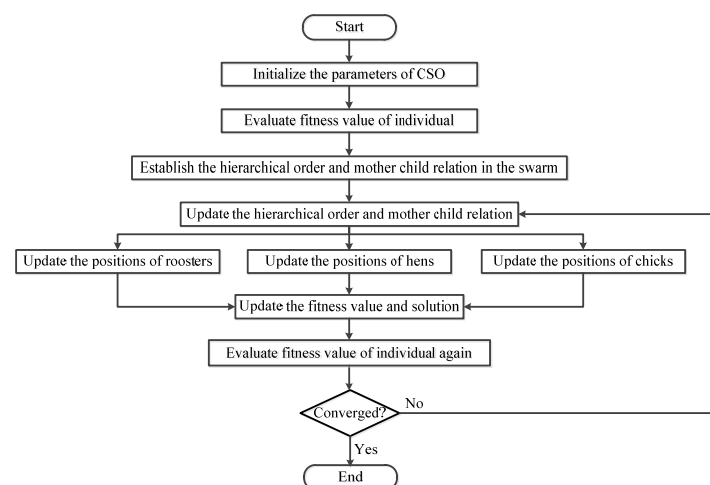 Start
Initialize the parameters of CSO
Evaluate fitness value of individual
Establish the hierarchical order and mother child relation in the swarm
Update the hierarchical order and mother child relation
Update the positions of roosters
Update the positions of hens
Update the positions of chicks
Update the fitness value and solution
Evaluate fitness value of individual again
Converged?
No
Yes
End